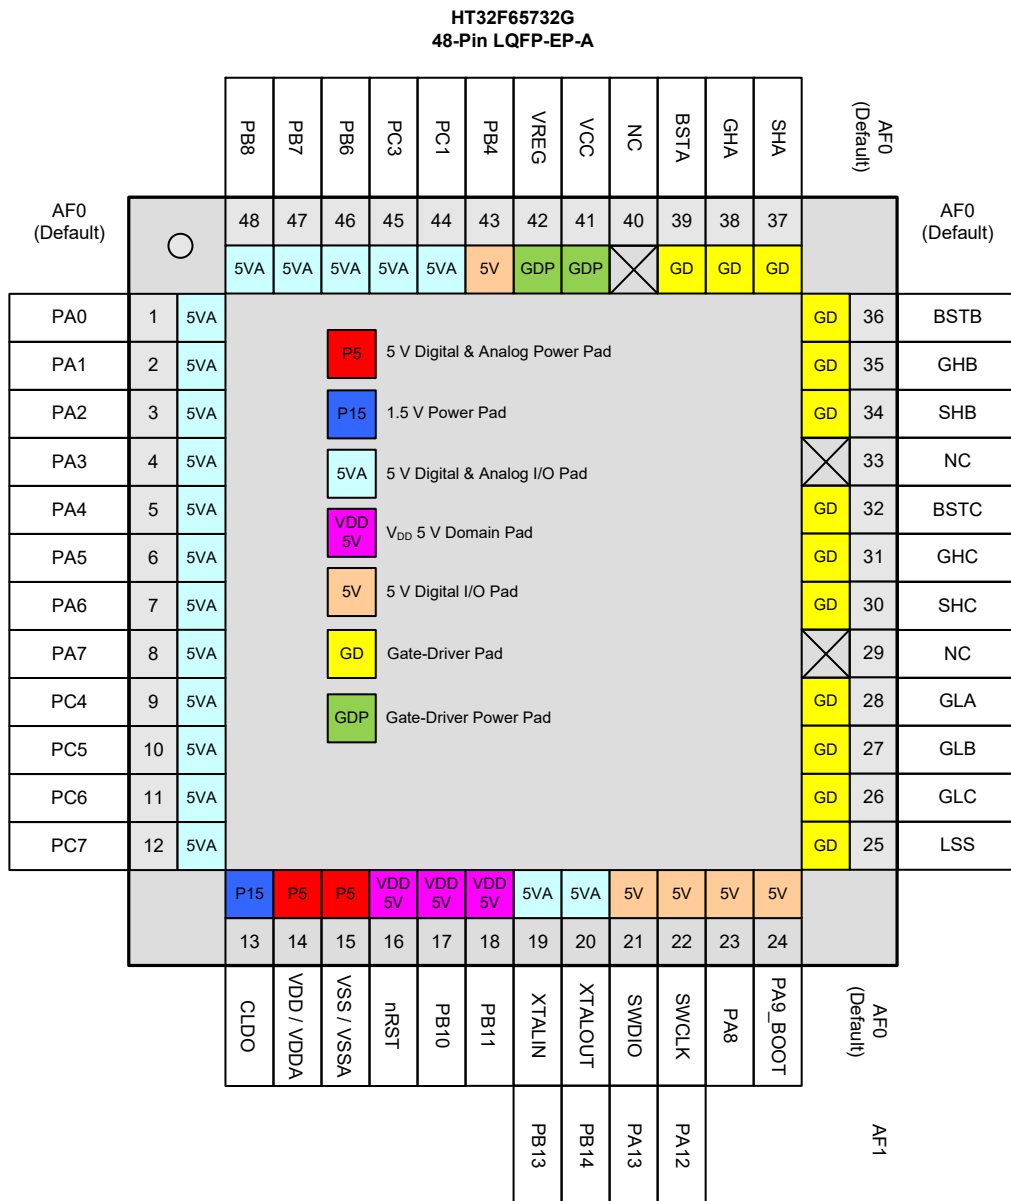 HT32F65732G
48-Pin LQFP-EP-A
PB8 PB7 PB6 PC3 PC1 PB4 VREG VCC NC BSTA GHA SHA
AF0
(Default)
AF0
(Default)
48 47 46 45 44 43 42 41 40 39 38 37
AF0
(Default)
5VA 5VA 5VA 5VA 5VA 5V GDP GDP GD GD GD
PA0 1 5VA GD 36 BSTB
PA1 2 5VA P5 5 V Digital & Analog Power Pad GD 35 GHB
PA2 3 5VA P15 1.5 V Power Pad GD 34 SHB
PA3 4 5VA 5VA 5 V Digital & Analog I/O Pad 33 NC
PA4 5 5VA GD 32 BSTC
VDD
5V VDD 5 V Domain Pad
PA5 6 5VA GD 31 GHC
PA6 7 5VA 5V 5 V Digital I/O Pad GD 30 SHC
PA7 8 5VA GD Gate-Driver Pad 29 NC
PC4 9 5VA GDP Gate-Driver Power Pad GD 28 GLA
PC5 10 5VA GD 27 GLB
PC6 11 5VA GD 26 GLC
PC7 12 5VA GD 25 LSS
P15 P5 P5 VDD 5V VDD 5V VDD 5V 5VA 5VA 5V 5V 5V 5V
13 14 15 16 17 18 19 20 21 22 23 24
CLDO VDD / VDDA VSS / VSSA nRST PB10 PB11 XTALIN XTALOUT SWDIO SWCLK PA8 PA9_BOOT
AF0
(Default)
PB13 PB14 PA13 PA12 AF1